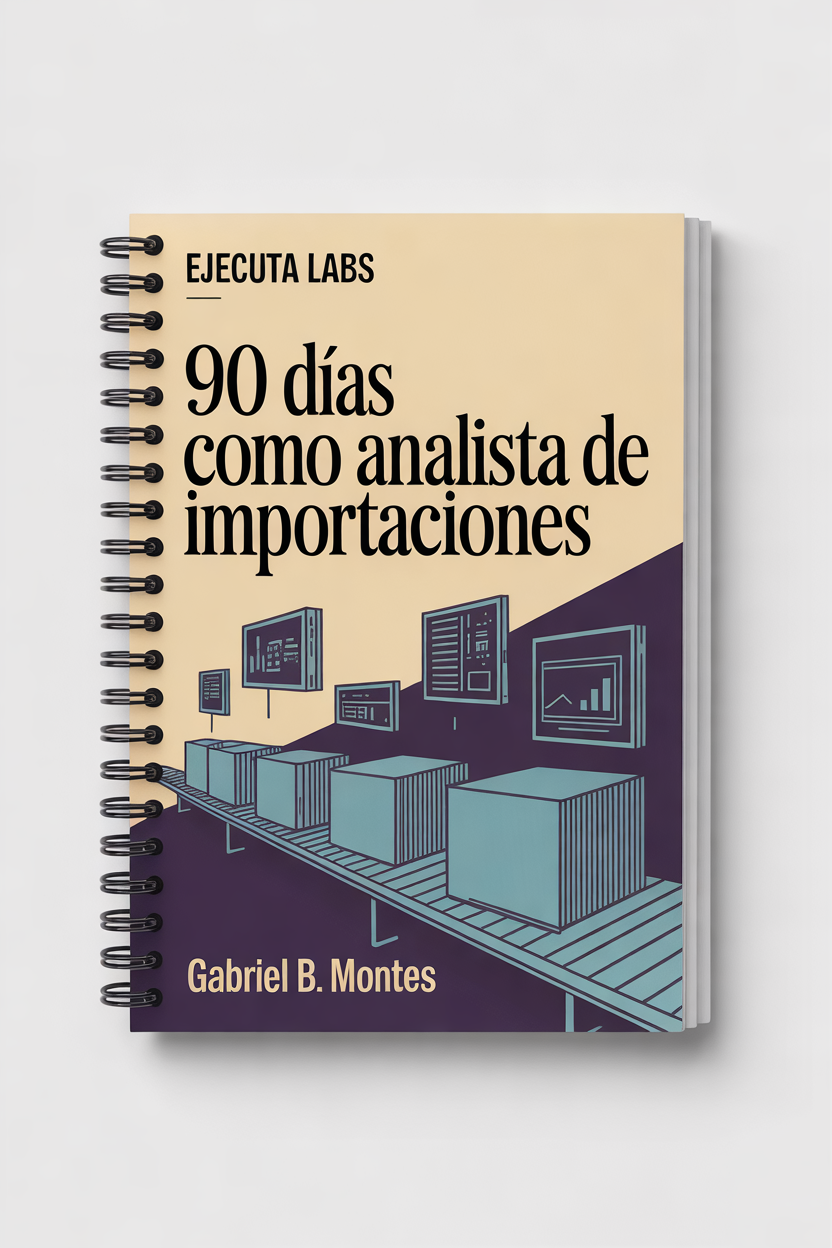 EJECUTA LABS
90 días
como analista de
importaciones
Gabriel B. Montes